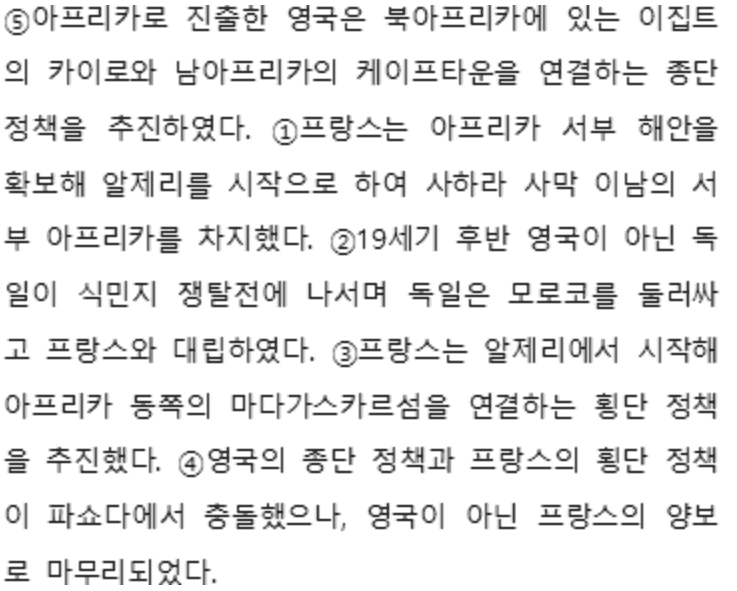 ⑤아프리카로 진출한 영국은 북아프리카에 있는 이집트
의 카이로와 남아프리카의 케이프타운을 연결하는 종단
정책을 추진하였다. ①프랑스는 아프리카 서부 해안을
확보해 알제리를 시작으로 하여 사하라 사막 이남의 서
부 아프리카를 차지했다. ②19세기 후반 영국이 아닌 독
일이 식민지 쟁탈전에 나서며 독일은 모로코를 둘러싸
고 프랑스와 대립하였다. ③프랑스는 알제리에서 시작해
아프리카 동쪽의 마다가스카르섬을 연결하는 횡단 정책
을 추진했다. ④영국의 종단 정책과 프랑스의 횡단 정책
이 파쇼다에서 충돌했으나, 영국이 아닌 프랑스의 양보
로 마무리되었다.